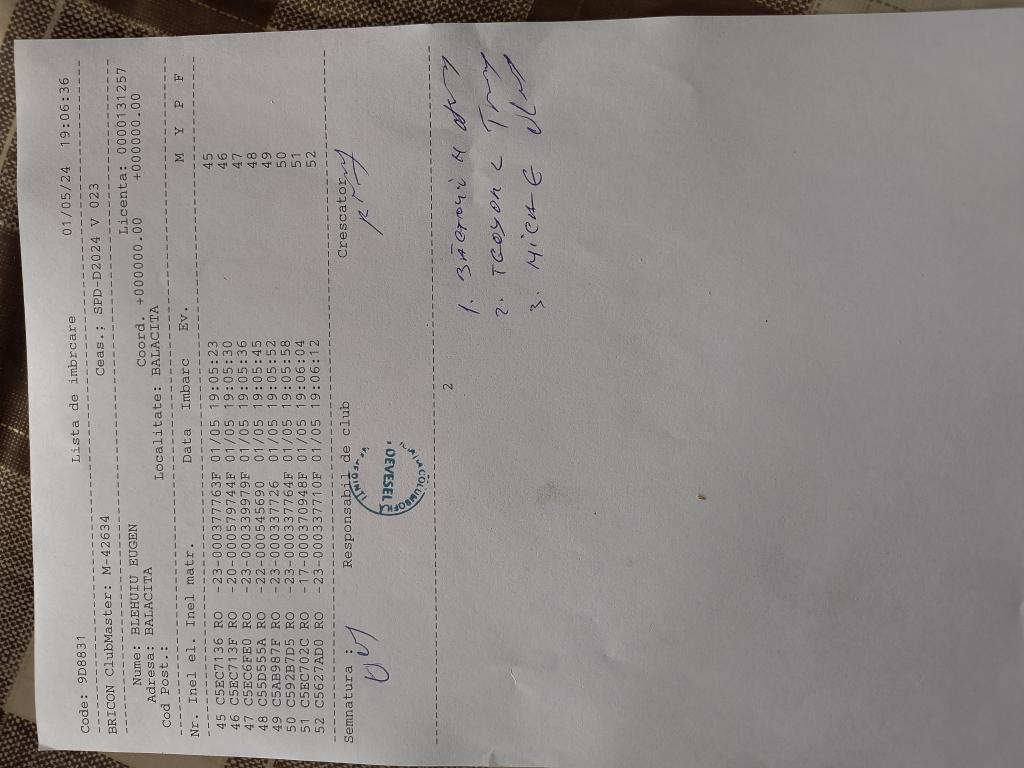 Code: 9D8831 Lista de imbrcare 01/05/24 19:06:36
BRICON ClubMaster: M-42634 Ceas.: SPD-D2024 V 023
Nume: BLEHUIU EUGEN Licenta: 0000131257
Adresa: BALACITA Coord. +000000.00 +000000.00
Cod Post.: Localitate: BALACITA
Nr. Inel el. Inel matr. Data Imbarc Ev. M Y P F
45 C5EC7136 RO -23-000377763F 01/05 19:05:23 45
46 C5EC713F RO -20-000579744F 01/05 19:05:30 46
47 C5EC6FE0 RO -23-000339979F 01/05 19:05:36 47
48 C55D555A RO -22-000545690 01/05 19:05:45 48
49 C5AB987F RO -23-000337726 01/05 19:05:52 49
50 C592B7D5 RO -23-000337764F 01/05 19:05:58 50
51 C5EC702C RO -17-000370948F 01/05 19:06:04 51
52 C5627AD0 RO -23-000337710F 01/05 19:06:12 52
Semnatura : Responsabil de club Crescator
DEVESEL
2
1.
2.
3.